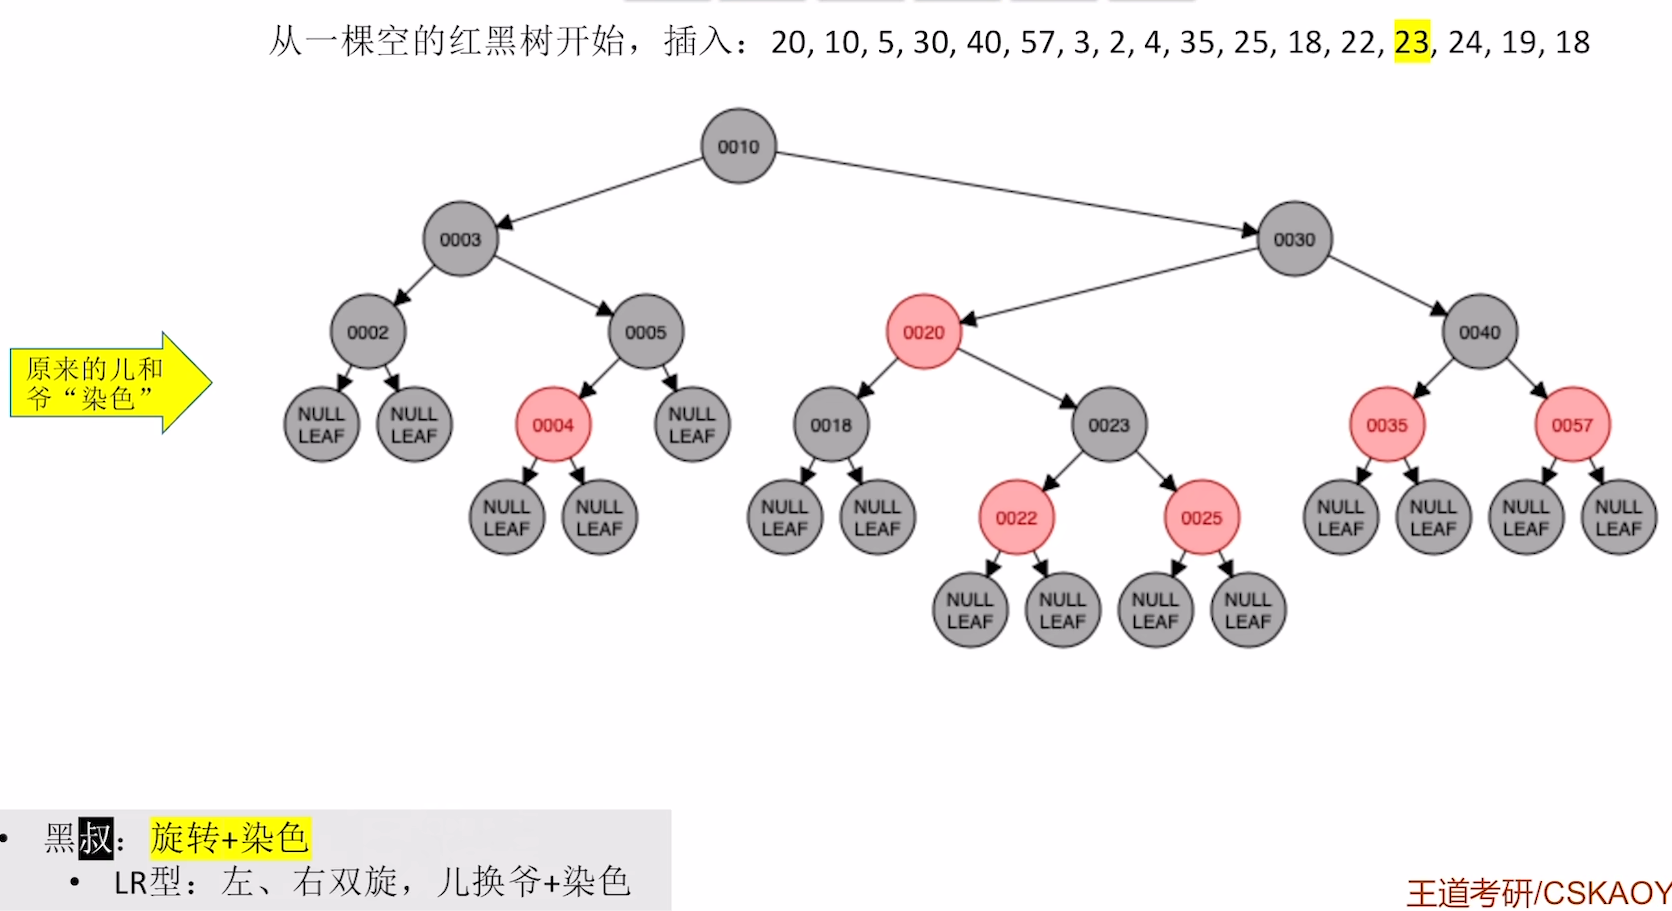 从一棵空的红黑树开始，插入：20, 10, 5, 30, 40, 57, 3, 2, 4, 35, 25, 18, 22, 23, 24, 19, 18
0010
0003
0030
0002
0005
0020
0040
原来的儿和
爷“染色”
NULL
LEAF
NULL
LEAF
0004
NULL
LEAF
0018
0023
0035
0057
NULL
LEAF
NULL
LEAF
NULL
LEAF
NULL
LEAF
0022
0025
NULL
LEAF
NULL
LEAF
NULL
LEAF
NULL
LEAF
NULL
LEAF
NULL
LEAF
NULL
LEAF
NULL
LEAF
• 黑叔：旋转+染色
• LR型：左、右双旋，儿换爷+染色
王道考研/CSKAOY